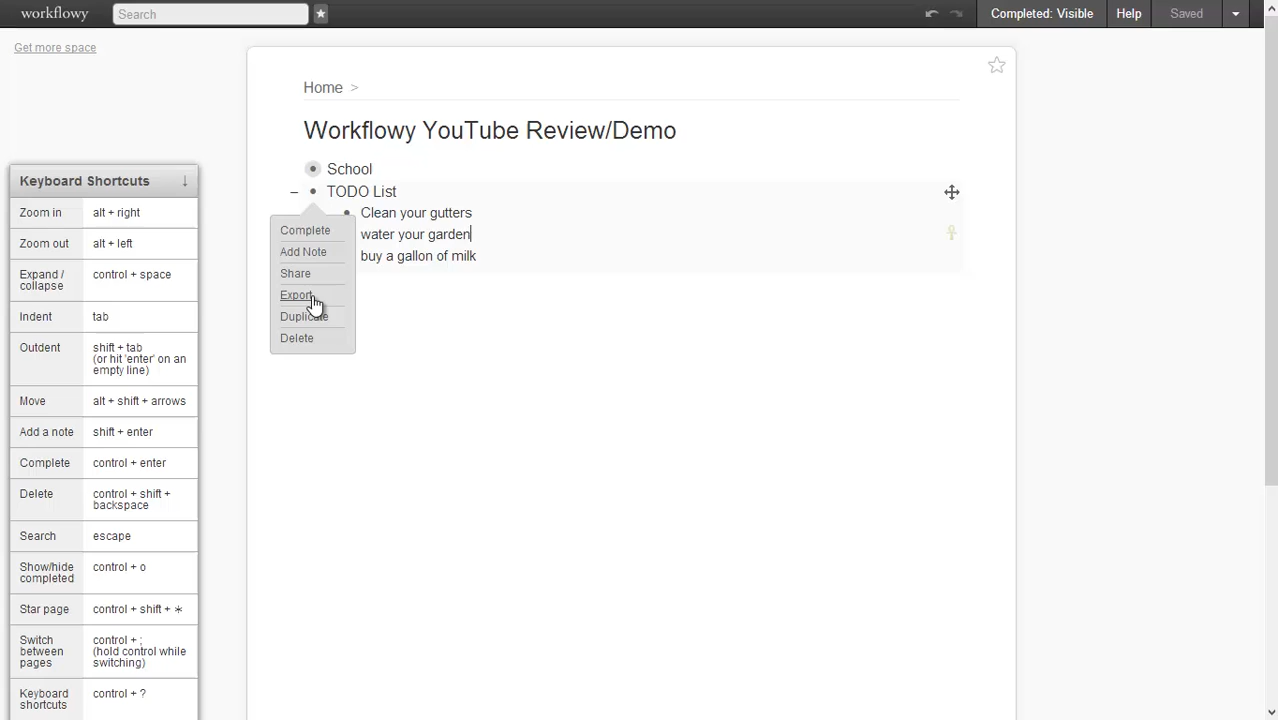 workflowy Search ★ Completed: Visible Help Saved
Get more space
Home >
Workflowy YouTube Review/Demo
School
TODO List
Clean your gutters
water your garden
buy a gallon of milk
Complete
Add Note
Share
Export
Duplicate
Delete
Keyboard Shortcuts ↓
Zoom in alt + right
Zoom out alt + left
Expand / control + space
collapse
Indent tab
Outdent shift + tab
(or hit 'enter' on an
empty line)
Move alt + shift + arrows
Add a note shift + enter
Complete control + enter
Delete control + shift +
backspace
Search escape
Show/hide control + o
completed
Star page control + shift + *
Switch control + ;
between (hold control while
pages switching)
Keyboard control + ?
shortcuts